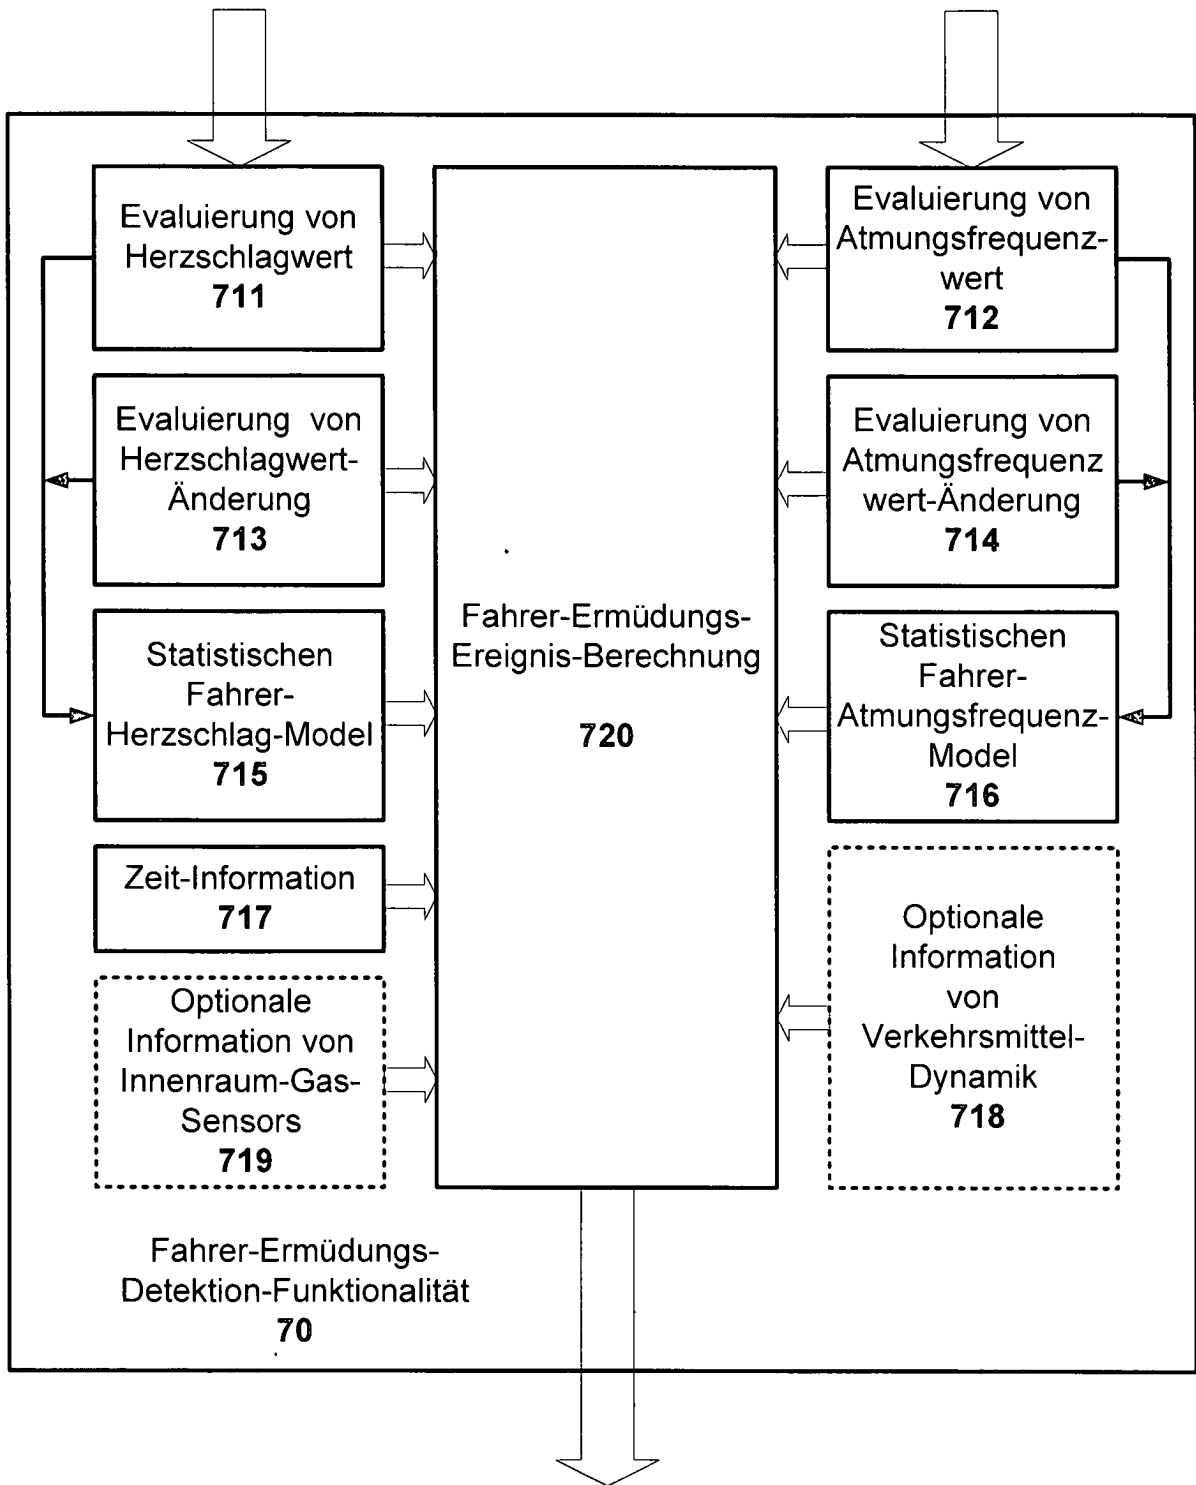 Evaluierung von
Herzschlagwert
711
Evaluierung von
Herzschlagwert-
Änderung
713
Statistischen
Fahrer-
Herzschlag-Model
715
Zeit-Information
717
Optionale
Information von
Innenraum-Gas-
Sensors
719
Fahrer-Ermüdungs-
Ereignis-Berechnung
720
Evaluierung von
Atmungsfrequenz-
wert
712
Evaluierung von
Atmungsfrequenz
wert-Änderung
714
Statistischen
Fahrer-
Atmungsfrequenz-
Model
716
Optionale
Information
von
Verkehrsmittel-
Dynamik
718
Fahrer-Ermüdungs-
Detektion-Funktionalität
70